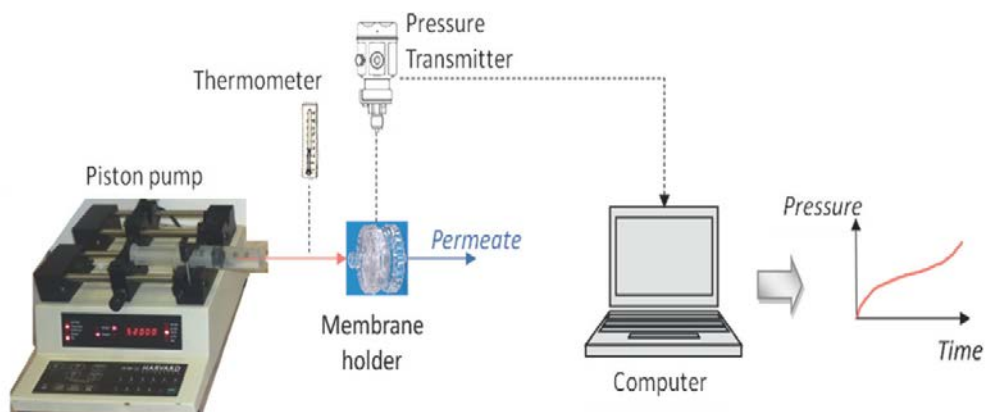 Pressure
Transmitter
Thermometer
Piston pump
Permeate
Membrane
holder
Computer
Pressure
Time
HARVARD